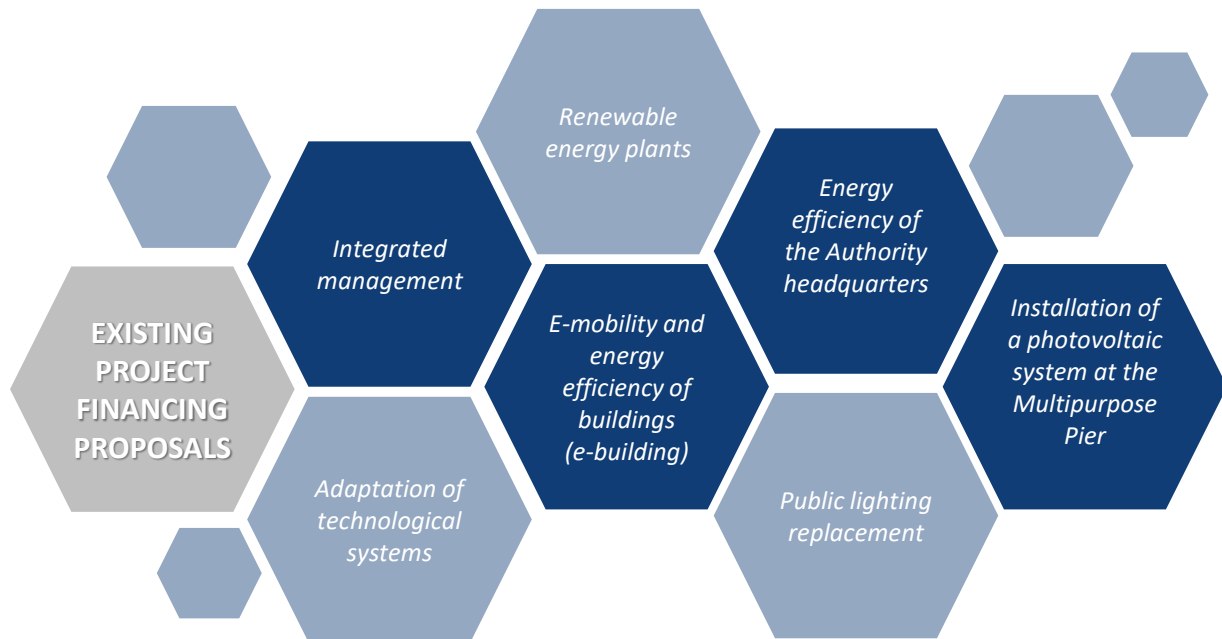 EXISTING
PROJECT
FINANCING
PROPOSALS
Integrated
management
Adaptation of
technological
systems
Renewable
energy plants
E-mobility and
energy
efficiency of
buildings
(e-building)
Energy
efficiency of
the Authority
headquarters
Public lighting
replacement
Installation of
a photovoltaic
system at the
Multipurpose
Pier